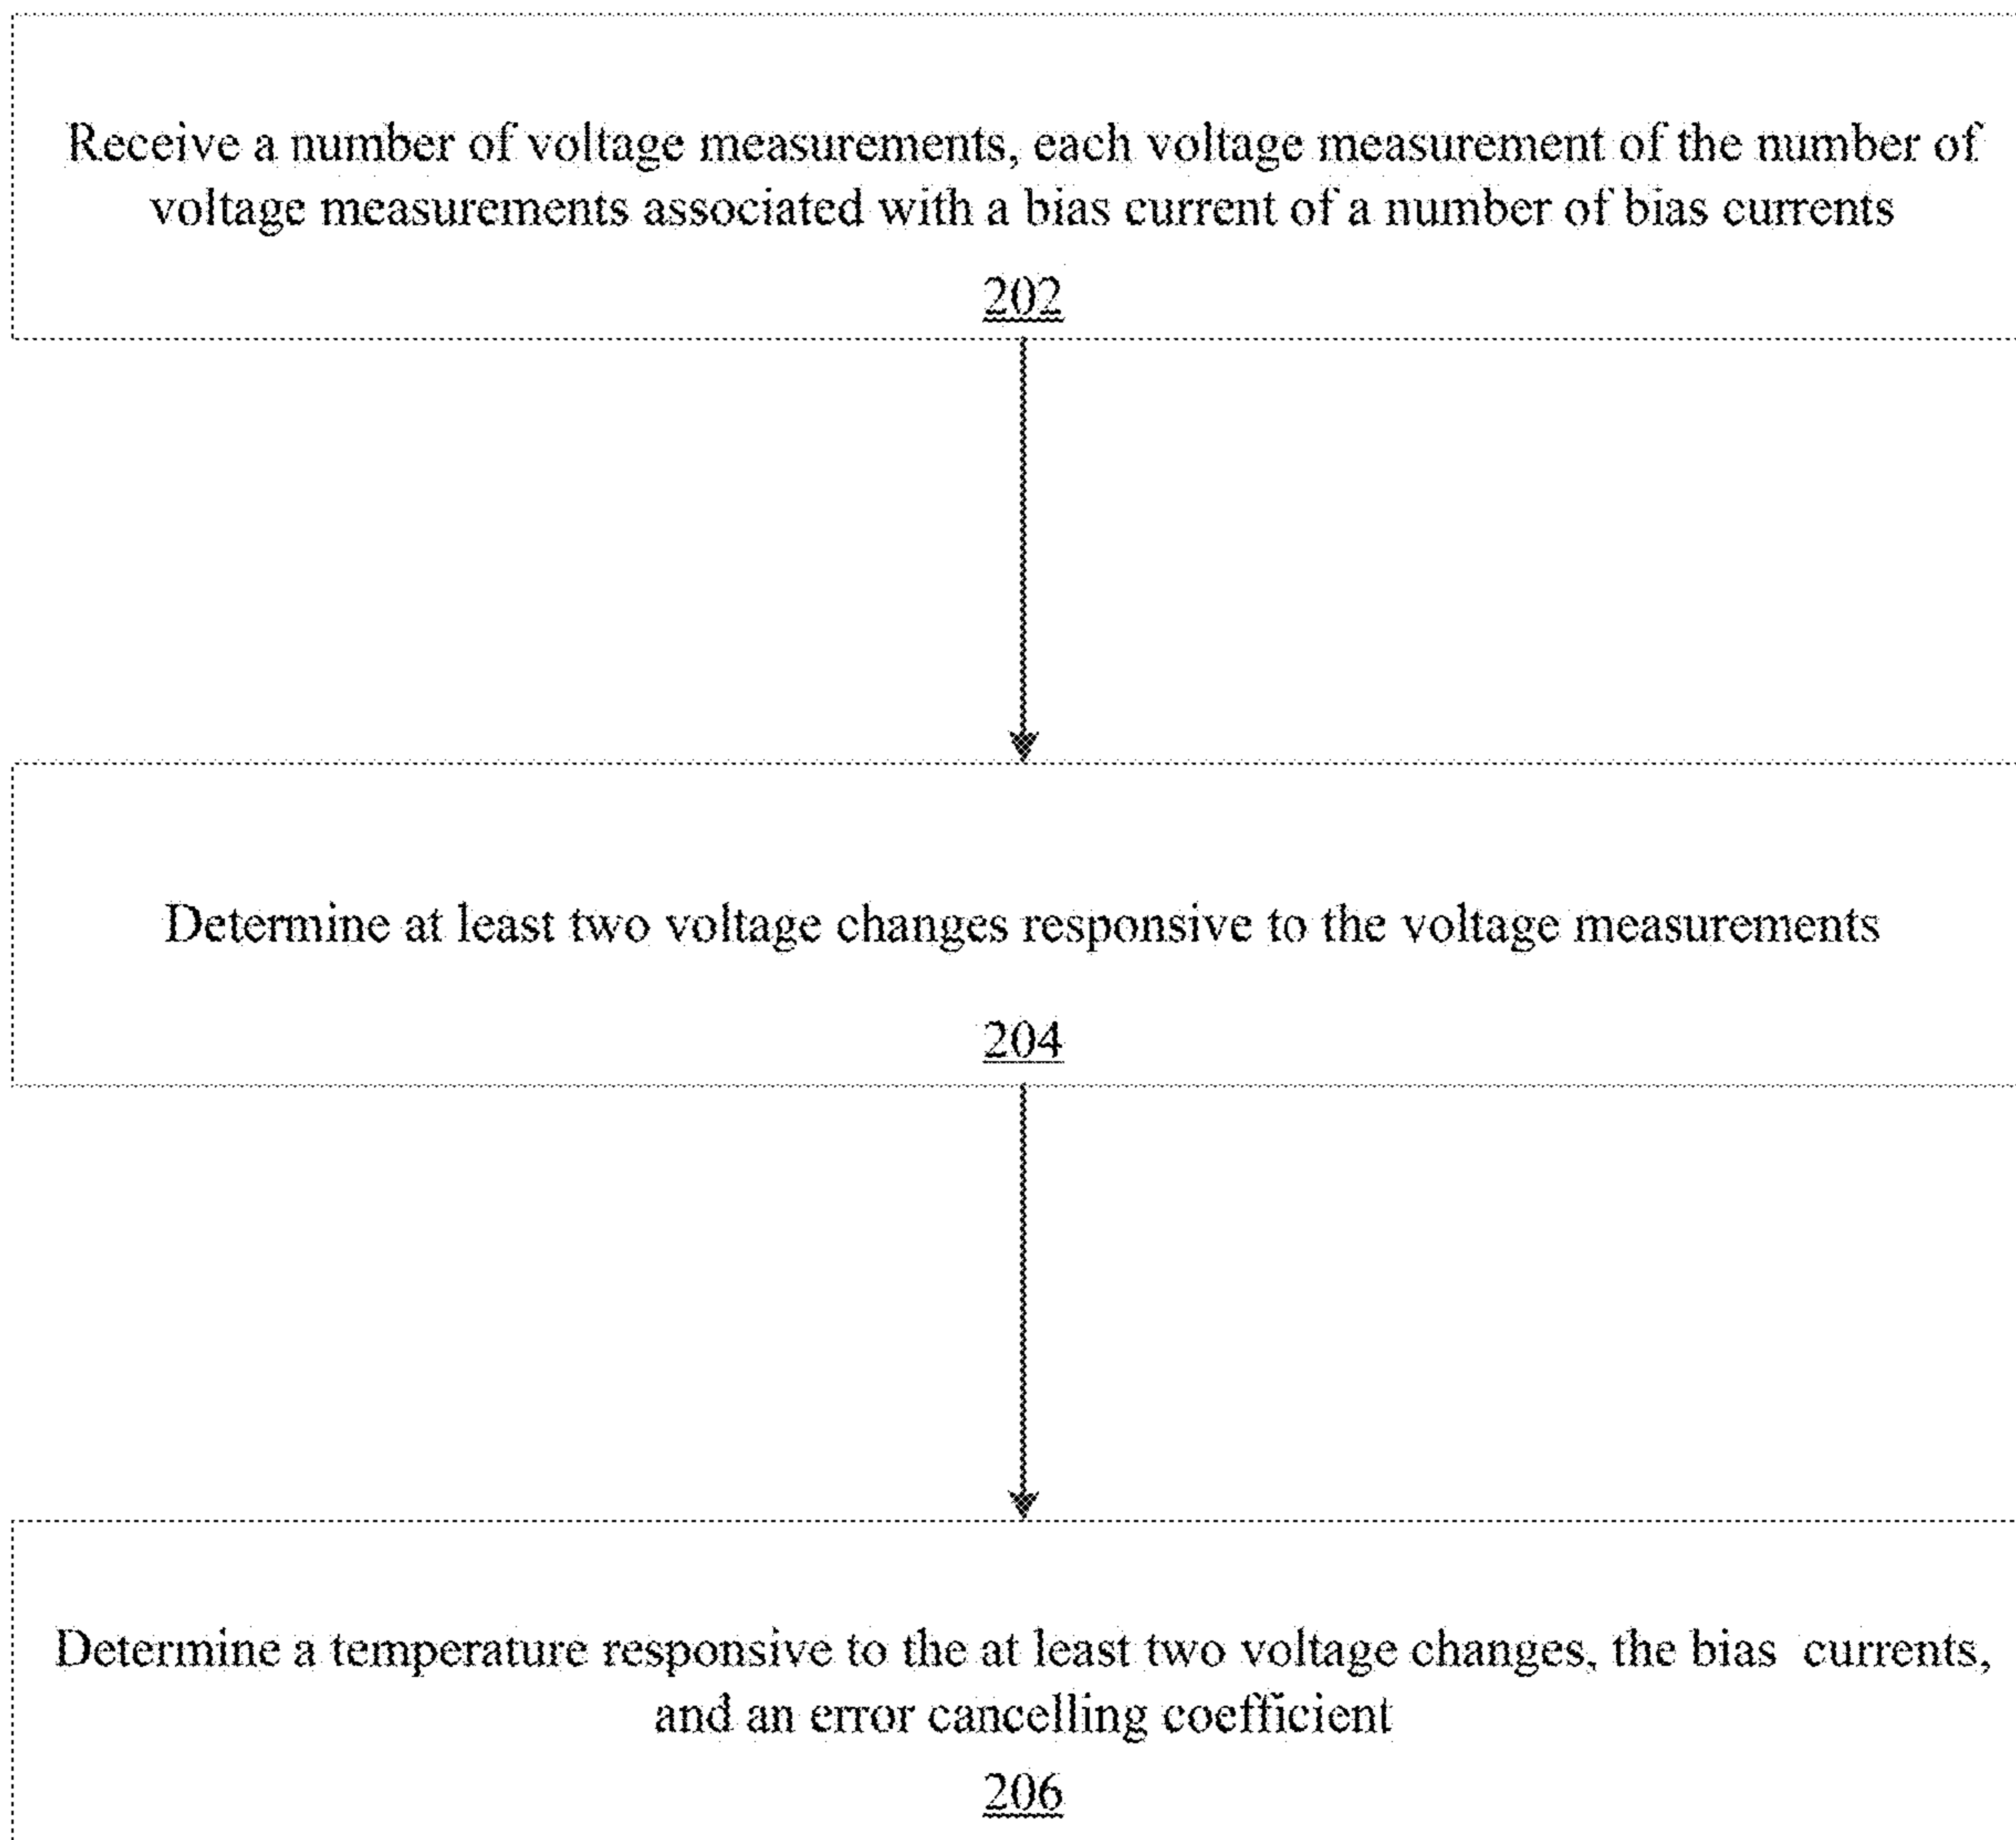 Receive a number of voltage measurements, each voltage measurement of the number of
voltage measurements associated with a bias current of a number of bias currents
202
Determine at least two voltage changes responsive to the voltage measurements
204
Determine a temperature responsive to the at least two voltage changes, the bias currents,
and an error cancelling coefficient
206